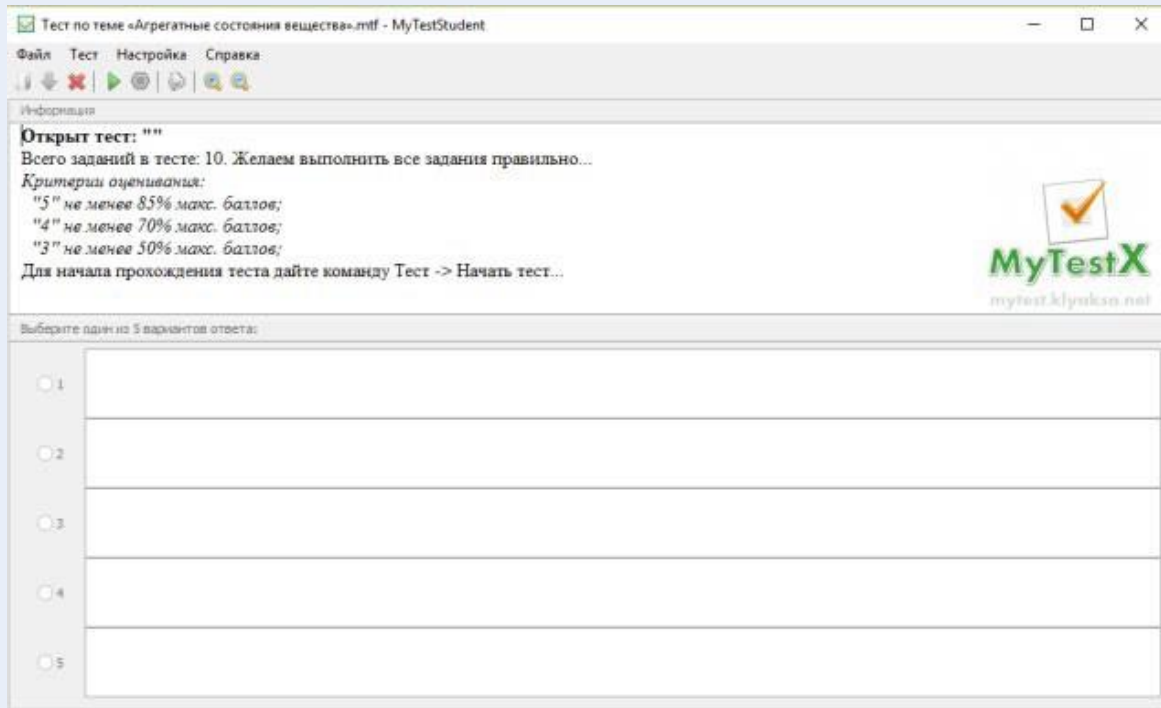 Тест по теме «Агрегатные состояния вещества».mtf - MyTestStudent
Файл Тест Настройка Справка
Информация
Открыт тест: ""
Всего заданий в тесте: 10. Желаем выполнить все задания правильно...
Критерии оценивания:
"5" не менее 85% макс. баллов;
"4" не менее 70% макс. баллов;
"3" не менее 50% макс. баллов;
Для начала прохождения теста дайте команду Тест -> Начать тест...
MyTestX
mytest.klyaksa.net
Выберите один из 5 вариантов ответа:
1
2
3
4
5